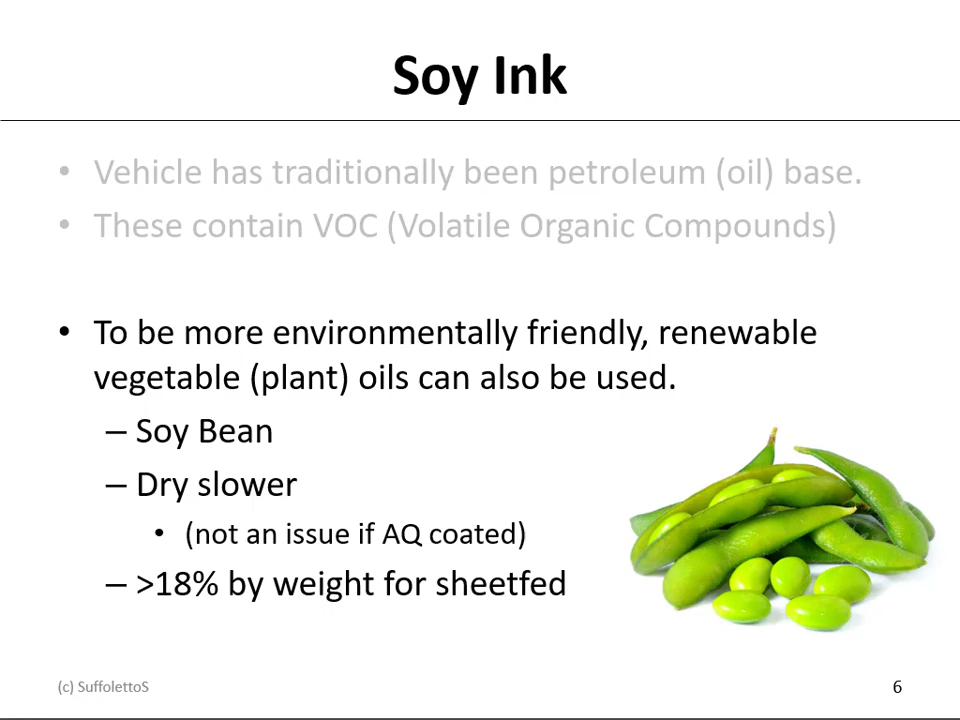 Soy Ink
• Vehicle has traditionally been petroleum (oil) base.
• These contain VOC (Volatile Organic Compounds)
• To be more environmentally friendly, renewable
vegetable (plant) oils can also be used.
– Soy Bean
– Dry slower
• (not an issue if AQ coated)
– >18% by weight for sheetfed
(c) SuffolettoS
6